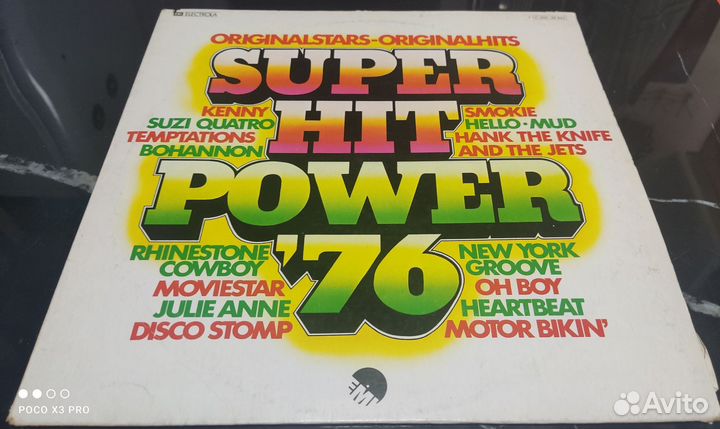 EMI ELECTROLA
ORIGINALSTARS-ORIGINALHITS
SUPER
HIT
POWER
'76
KENNY
SUZI QUATRO
TEMPTATIONS
BOHANNON
SMOKIE
HELLO · MUD
HANK THE KNIFE
AND THE JETS
RHINESTONE
COWBOY
MOVIESTAR
JULIE ANNE
DISCO STOMP
NEW YORK
GROOVE
OH BOY
HEARTBEAT
MOTOR BIKIN'
EMI
POCO X3 PRO
Avito